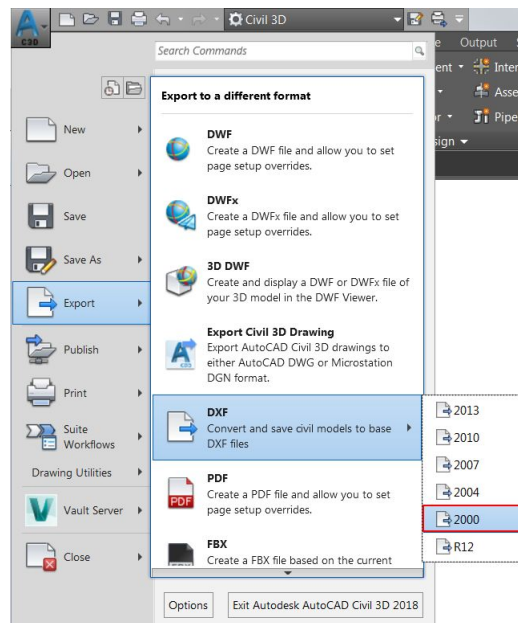 Civil 3D
C3D
Search Commands
e Output
ent Inter
Asse
or Pipe
sign
Export to a different format
New
Open
Save
Save As
Export
Publish
Print
Suite
Workflows
Drawing Utilities
Vault Server
Close
DWF
Create a DWF file and allow you to set
page setup overrides.
DWFx
Create a DWFx file and allow you to set
page setup overrides.
3D DWF
Create and display a DWF or DWFx file of
your 3D model in the DWF Viewer.
Export Civil 3D Drawing
Export AutoCAD Civil 3D drawings to
either AutoCAD DWG or Microstation
DGN format.
DXF
Convert and save civil models to base
DXF files
PDF
Create a PDF file and allow you to set
page setup overrides.
FBX
Create a FBX file based on the current
2013
2010
2007
2004
2000
R12
Options
Exit Autodesk AutoCAD Civil 3D 2018